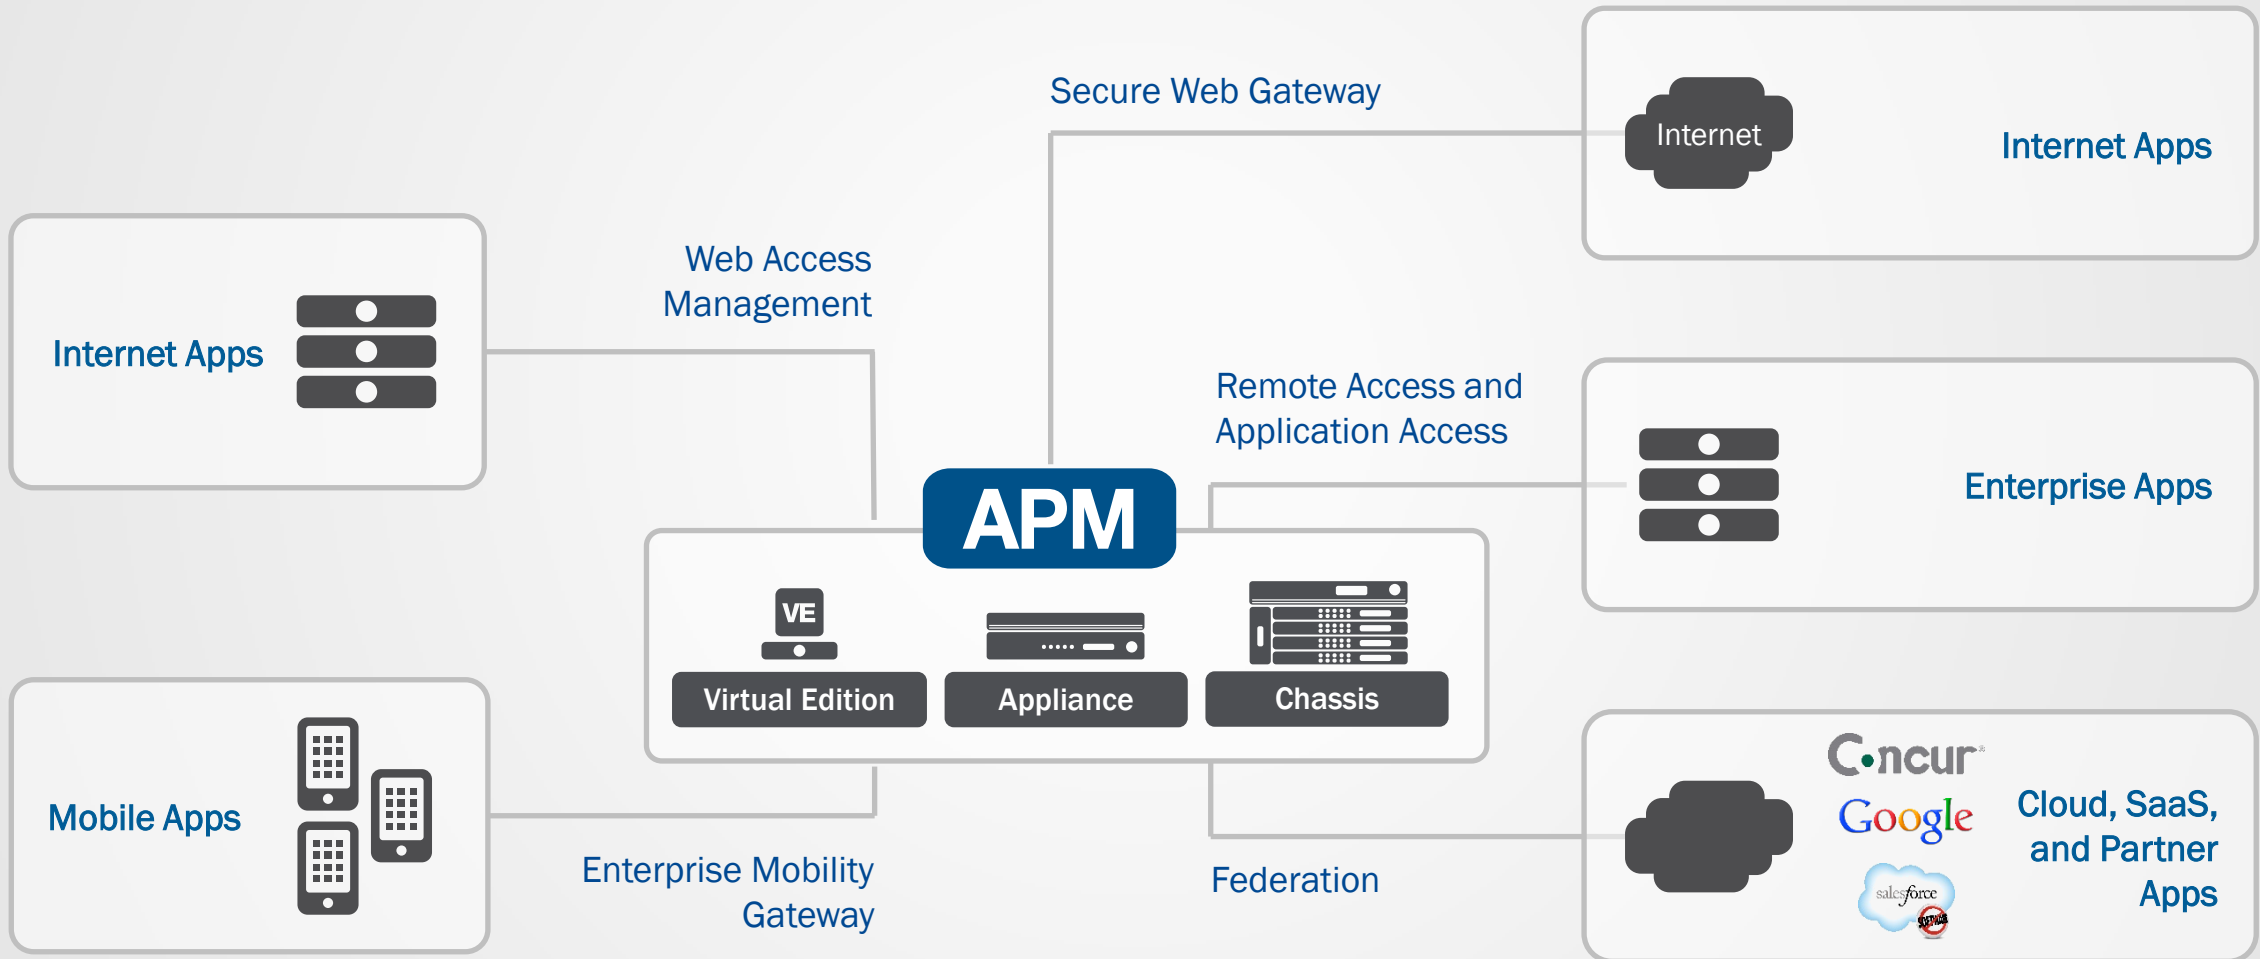 Secure Web Gateway
Internet
Internet Apps
Web Access
Management
Internet Apps
Remote Access and
Application Access
Enterprise Apps
APM
VE
Virtual Edition
Appliance
Chassis
Mobile Apps
Enterprise Mobility
Gateway
Federation
Concur®
Google
salesforce
SOFTWARE
Cloud, SaaS,
and Partner
Apps